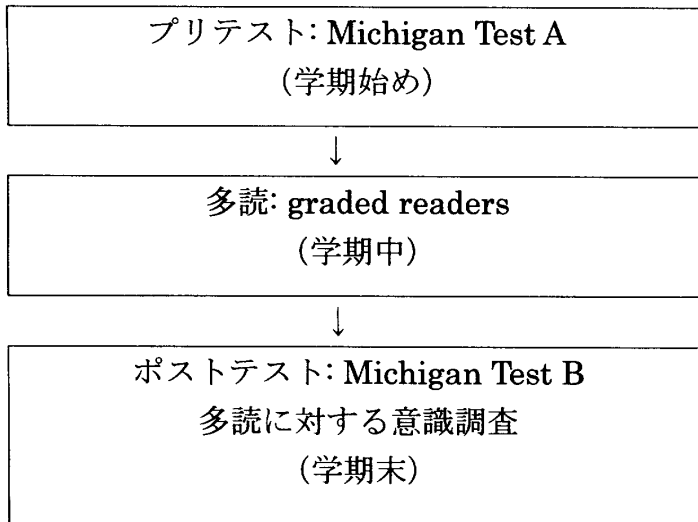 プリテスト: Michigan Test A
(学期始め)
↓
多読: graded readers
(学期中)
↓
ポストテスト: Michigan Test B
多読に対する意識調査
(学期末)